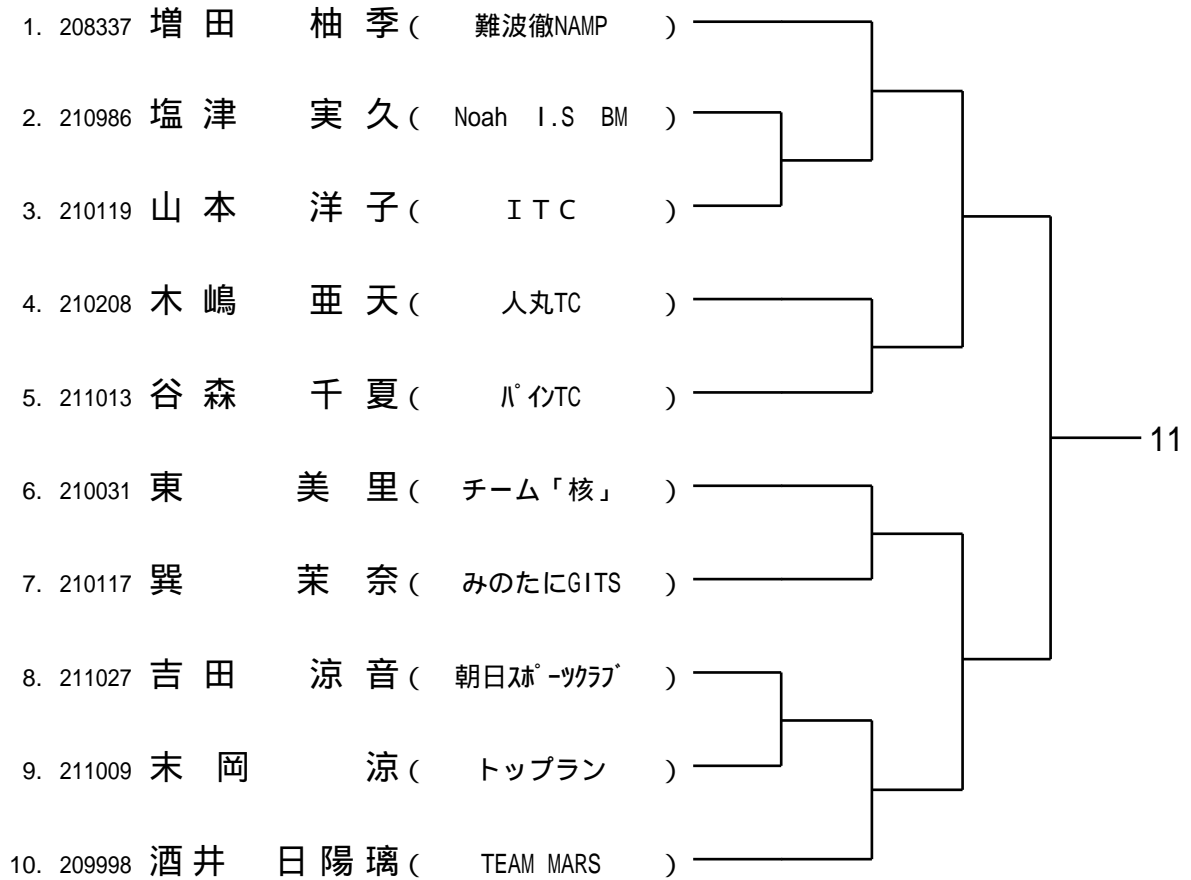 1. 208337 増田 柚季( 難波徹NAMP )
2. 210986 塩津 実久( Noah I.S BM )
3. 210119 山本 洋子( ＩＴＣ )
4. 210208 木嶋 亜天( 人丸TC )
5. 211013 谷森 千夏( ﾊﾟｲﾝTC )
11
6. 210031 東 美里( チーム「核」 )
7. 210117 巽 茉奈( みのたにGITS )
8. 211027 吉田 涼音( 朝日ｽﾎﾟｰﾂｸﾗﾌﾞ )
9. 211009 末岡 涼( トップラン )
10. 209998 酒井 日陽璃( TEAM MARS )